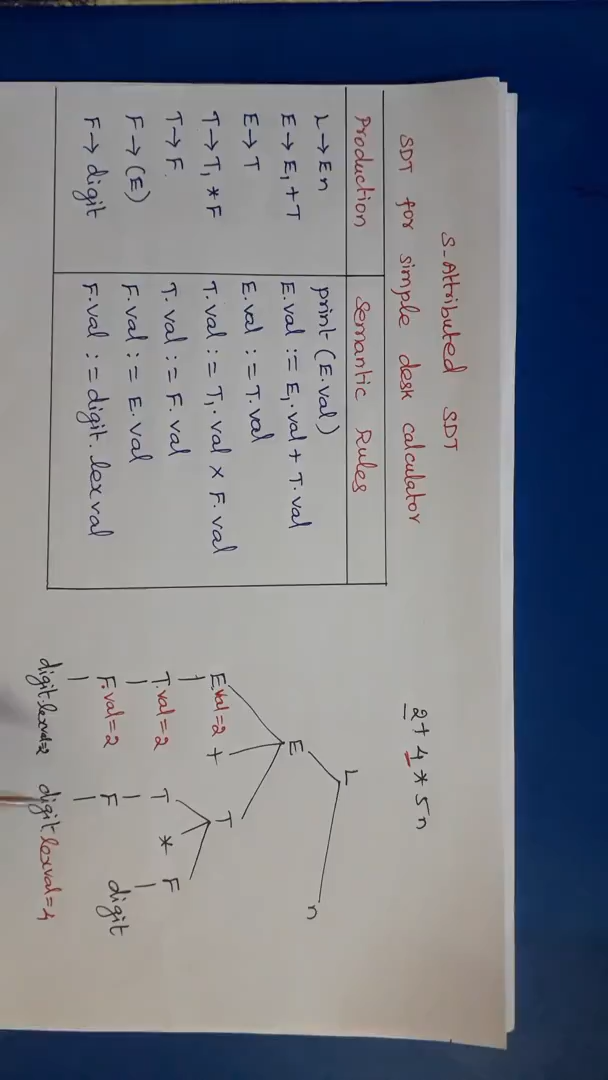 S-Attributed SDT
SDT for simple desk calculator
Production Semantic Rules
L → En print (E.val)
E → E₁ + T E.val := E₁.val + T.val
E → T E.val := T.val
T → T₁ * F T.val := T₁.val × F.val
T → F. T.val := F.val
F → (E) F.val := E.val
F → digit F.val := digit.lexval
2 + 4 * 5 n
L
E n
E.val=2 + T
T.val=2 T * F
F.val=2 F digit
digit.lexval=2 digit lexval=4